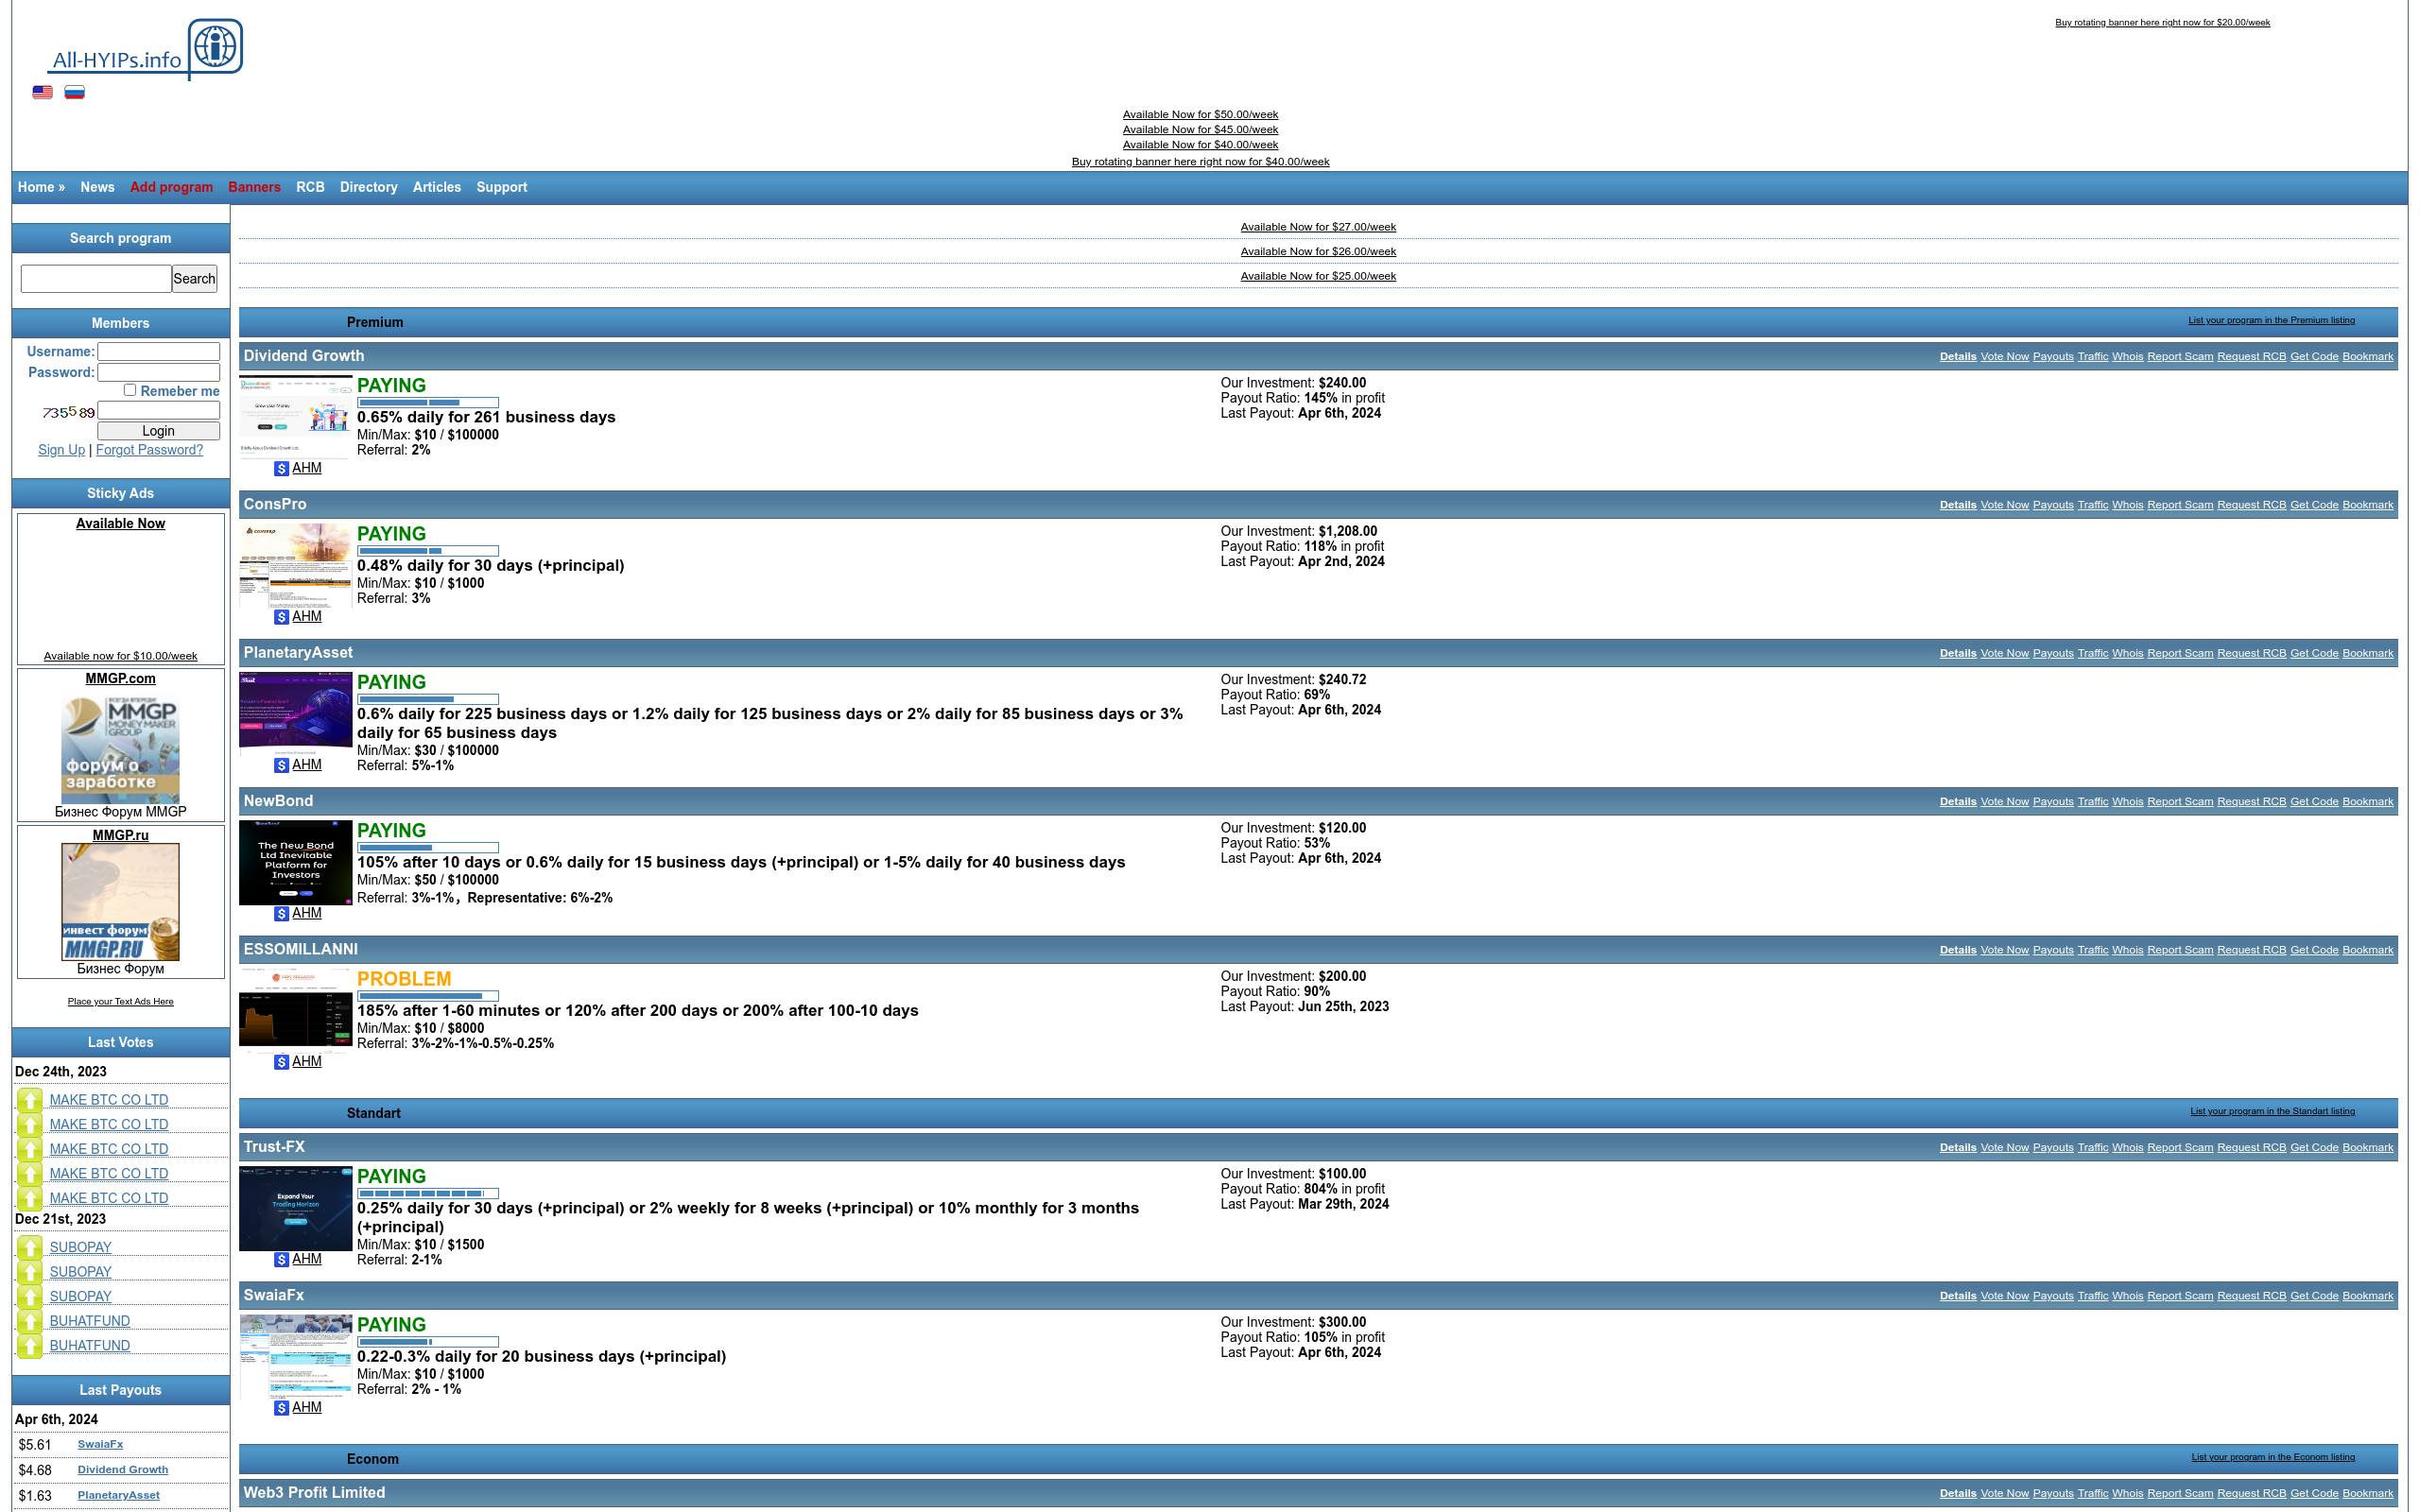 All-HYIPs.info
Buy rotating banner here right now for $20.00/week
Available Now for $50.00/week
Available Now for $45.00/week
Available Now for $40.00/week
Buy rotating banner here right now for $40.00/week
Home » News Add program Banners RCB Directory Articles Support
Search program
Search
Members
Username:
Password:
Remeber me
735589
Login
Sign Up | Forgot Password?
Sticky Ads
Available Now
Available now for $10.00/week
MMGP.com
MMGP
MONEY MAKER
GROUP
форум о
заработке
Бизнес Форум MMGP
MMGP.ru
инвест форум
MMGP.RU
Бизнес Форум
Place your Text Ads Here
Last Votes
Dec 24th, 2023
MAKE BTC CO LTD
MAKE BTC CO LTD
MAKE BTC CO LTD
MAKE BTC CO LTD
MAKE BTC CO LTD
Dec 21st, 2023
SUBOPAY
SUBOPAY
SUBOPAY
BUHATFUND
BUHATFUND
Last Payouts
Apr 6th, 2024
$5.61 SwaiaFx
$4.68 Dividend Growth
$1.63 PlanetaryAsset
Available Now for $27.00/week
Available Now for $26.00/week
Available Now for $25.00/week
Premium List your program in the Premium listing
Dividend Growth Details Vote Now Payouts Traffic Whois Report Scam Request RCB Get Code Bookmark
Grow your Money
PAYING
0.65% daily for 261 business days
Min/Max: $10 / $100000
Referral: 2%
AHM
Our Investment: $240.00
Payout Ratio: 145% in profit
Last Payout: Apr 6th, 2024
ConsPro Details Vote Now Payouts Traffic Whois Report Scam Request RCB Get Code Bookmark
PAYING
0.48% daily for 30 days (+principal)
Min/Max: $10 / $1000
Referral: 3%
AHM
Our Investment: $1,208.00
Payout Ratio: 118% in profit
Last Payout: Apr 2nd, 2024
PlanetaryAsset Details Vote Now Payouts Traffic Whois Report Scam Request RCB Get Code Bookmark
PAYING
0.6% daily for 225 business days or 1.2% daily for 125 business days or 2% daily for 85 business days or 3%
daily for 65 business days
Min/Max: $30 / $100000
Referral: 5%-1%
AHM
Our Investment: $240.72
Payout Ratio: 69%
Last Payout: Apr 6th, 2024
NewBond Details Vote Now Payouts Traffic Whois Report Scam Request RCB Get Code Bookmark
The New Bond
Ltd Inevitable
Platform for
Investors
PAYING
105% after 10 days or 0.6% daily for 15 business days (+principal) or 1-5% daily for 40 business days
Min/Max: $50 / $100000
Referral: 3%-1%，Representative: 6%-2%
AHM
Our Investment: $120.00
Payout Ratio: 53%
Last Payout: Apr 6th, 2024
ESSOMILLANNI Details Vote Now Payouts Traffic Whois Report Scam Request RCB Get Code Bookmark
PROBLEM
185% after 1-60 minutes or 120% after 200 days or 200% after 100-10 days
Min/Max: $10 / $8000
Referral: 3%-2%-1%-0.5%-0.25%
AHM
Our Investment: $200.00
Payout Ratio: 90%
Last Payout: Jun 25th, 2023
Standart List your program in the Standart listing
Trust-FX Details Vote Now Payouts Traffic Whois Report Scam Request RCB Get Code Bookmark
Expand Your
Trading Horizon
PAYING
0.25% daily for 30 days (+principal) or 2% weekly for 8 weeks (+principal) or 10% monthly for 3 months
(+principal)
Min/Max: $10 / $1500
Referral: 2-1%
AHM
Our Investment: $100.00
Payout Ratio: 804% in profit
Last Payout: Mar 29th, 2024
SwaiaFx Details Vote Now Payouts Traffic Whois Report Scam Request RCB Get Code Bookmark
PAYING
0.22-0.3% daily for 20 business days (+principal)
Min/Max: $10 / $1000
Referral: 2% - 1%
AHM
Our Investment: $300.00
Payout Ratio: 105% in profit
Last Payout: Apr 6th, 2024
Econom List your program in the Econom listing
Web3 Profit Limited Details Vote Now Payouts Traffic Whois Report Scam Request RCB Get Code Bookmark